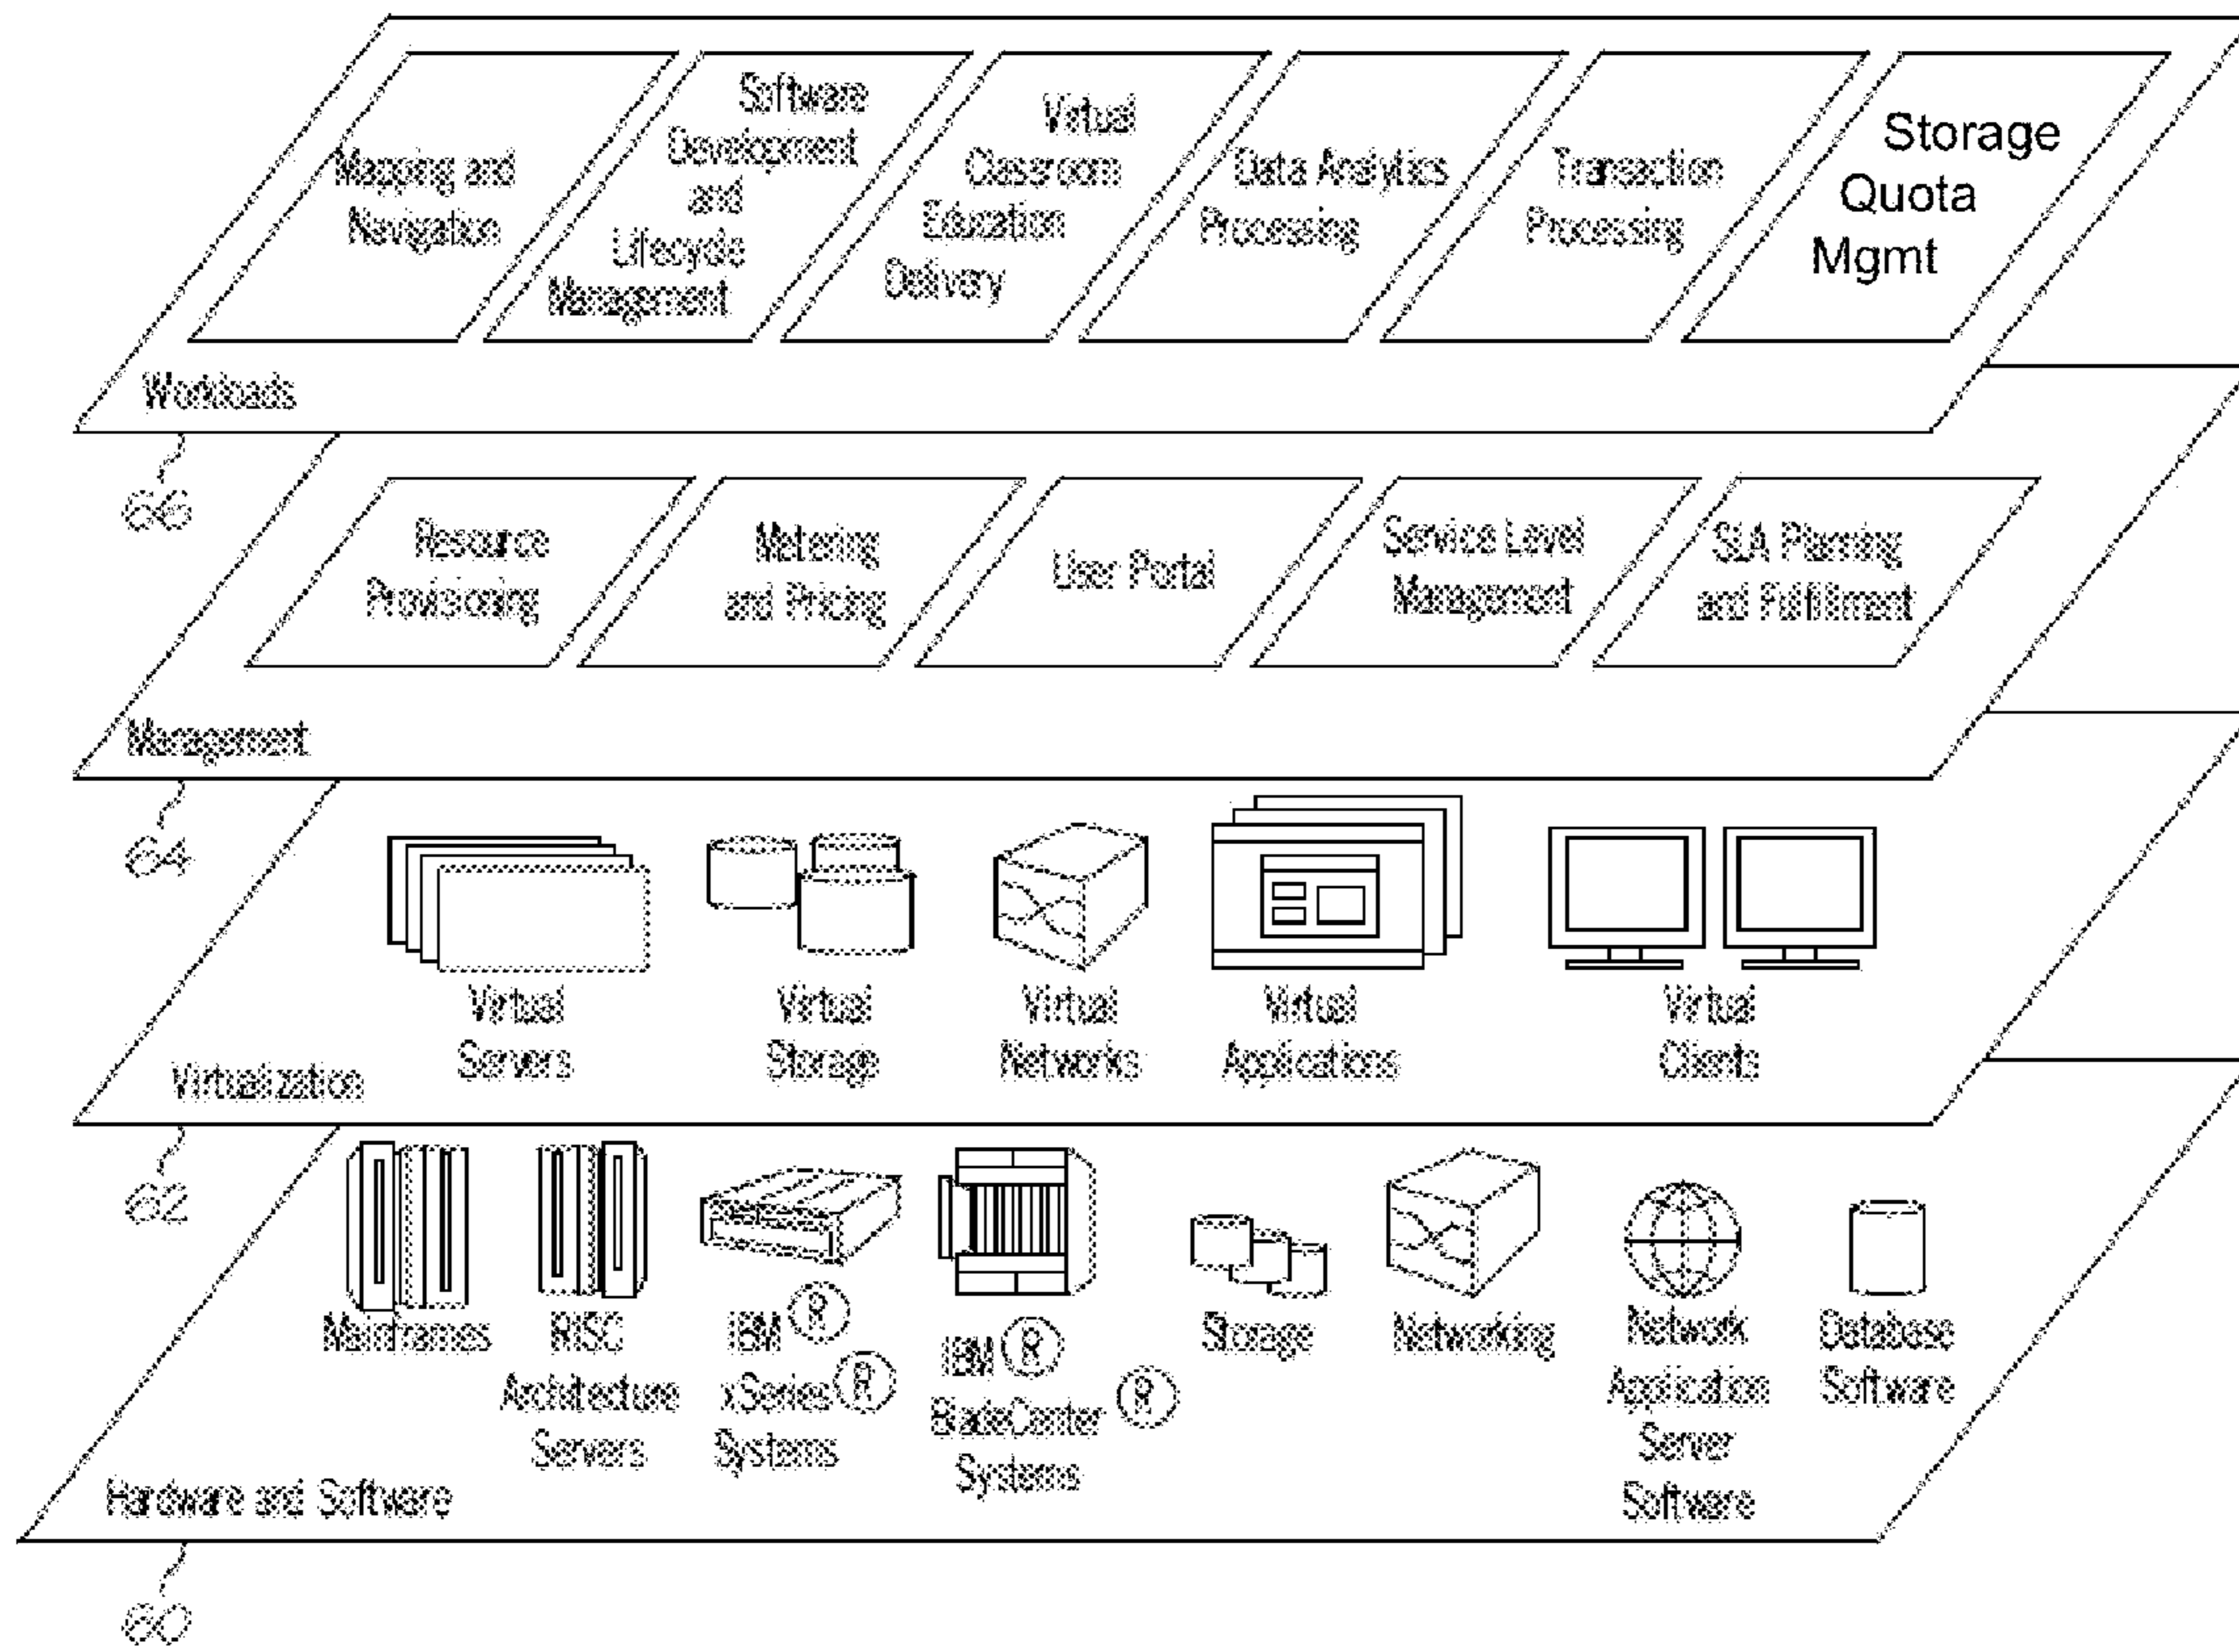 Mapping and
Navigation
Software
Development
and
Lifecycle
Management
Virtual
Classroom
Education
Delivery
Data Analytics
Processing
Transaction
Processing
Storage
Quota
Mgmt
Workloads
66
Resource
Provisioning
Metering
and Pricing
User Portal
Service Level
Management
SLA Planning
and Fulfillment
Management
64
Virtual
Servers
Virtual
Storage
Virtual
Networks
Virtual
Applications
Virtual
Clients
Virtualization
62
Mainframes
RISC
Architecture
Servers
IBM ®
xSeries ®
Systems
IBM ®
BladeCenter ®
Systems
Storage
Networking
Network
Application
Server
Software
Database
Software
Hardware and Software
60